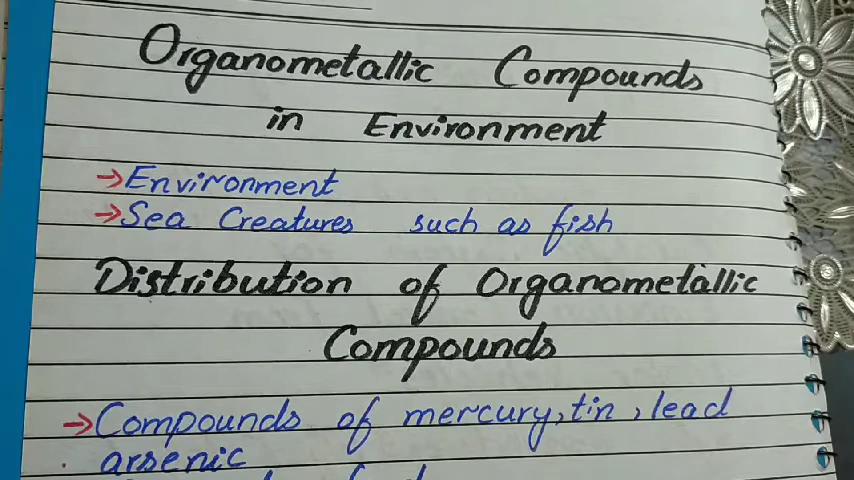 Organometallic Compounds
in Environment
→Environment
→Sea Creatures such as fish
Distribution of Organometallic
Compounds
→Compounds of mercury, tin, lead
arsenic